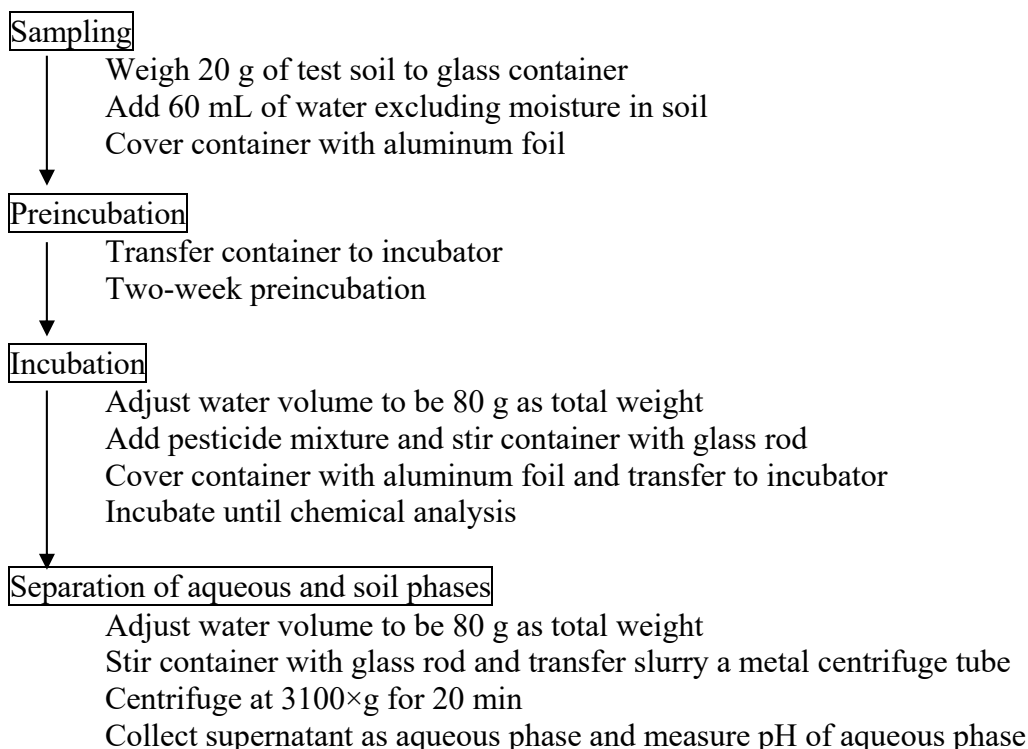 Sampling
Weigh 20 g of test soil to glass container
Add 60 mL of water excluding moisture in soil
Cover container with aluminum foil
Preincubation
Transfer container to incubator
Two-week preincubation
Incubation
Adjust water volume to be 80 g as total weight
Add pesticide mixture and stir container with glass rod
Cover container with aluminum foil and transfer to incubator
Incubate until chemical analysis
Separation of aqueous and soil phases
Adjust water volume to be 80 g as total weight
Stir container with glass rod and transfer slurry a metal centrifuge tube
Centrifuge at 3100×g for 20 min
Collect supernatant as aqueous phase and measure pH of aqueous phase